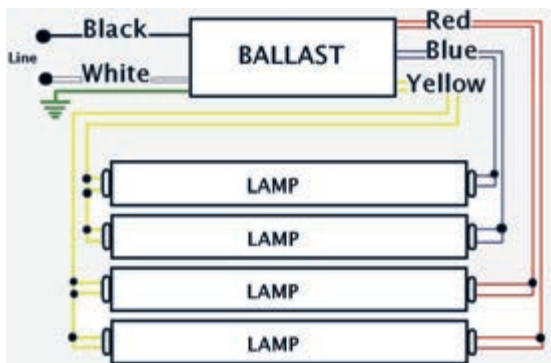 Black
Red
Line
BALLAST
Blue
White
Yellow
LAMP
LAMP
LAMP
LAMP